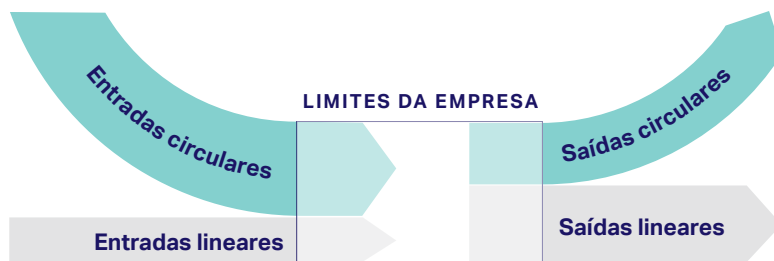 Entradas circulares
LIMITES DA EMPRESA
Saídas circulares
Entradas lineares
Saídas lineares